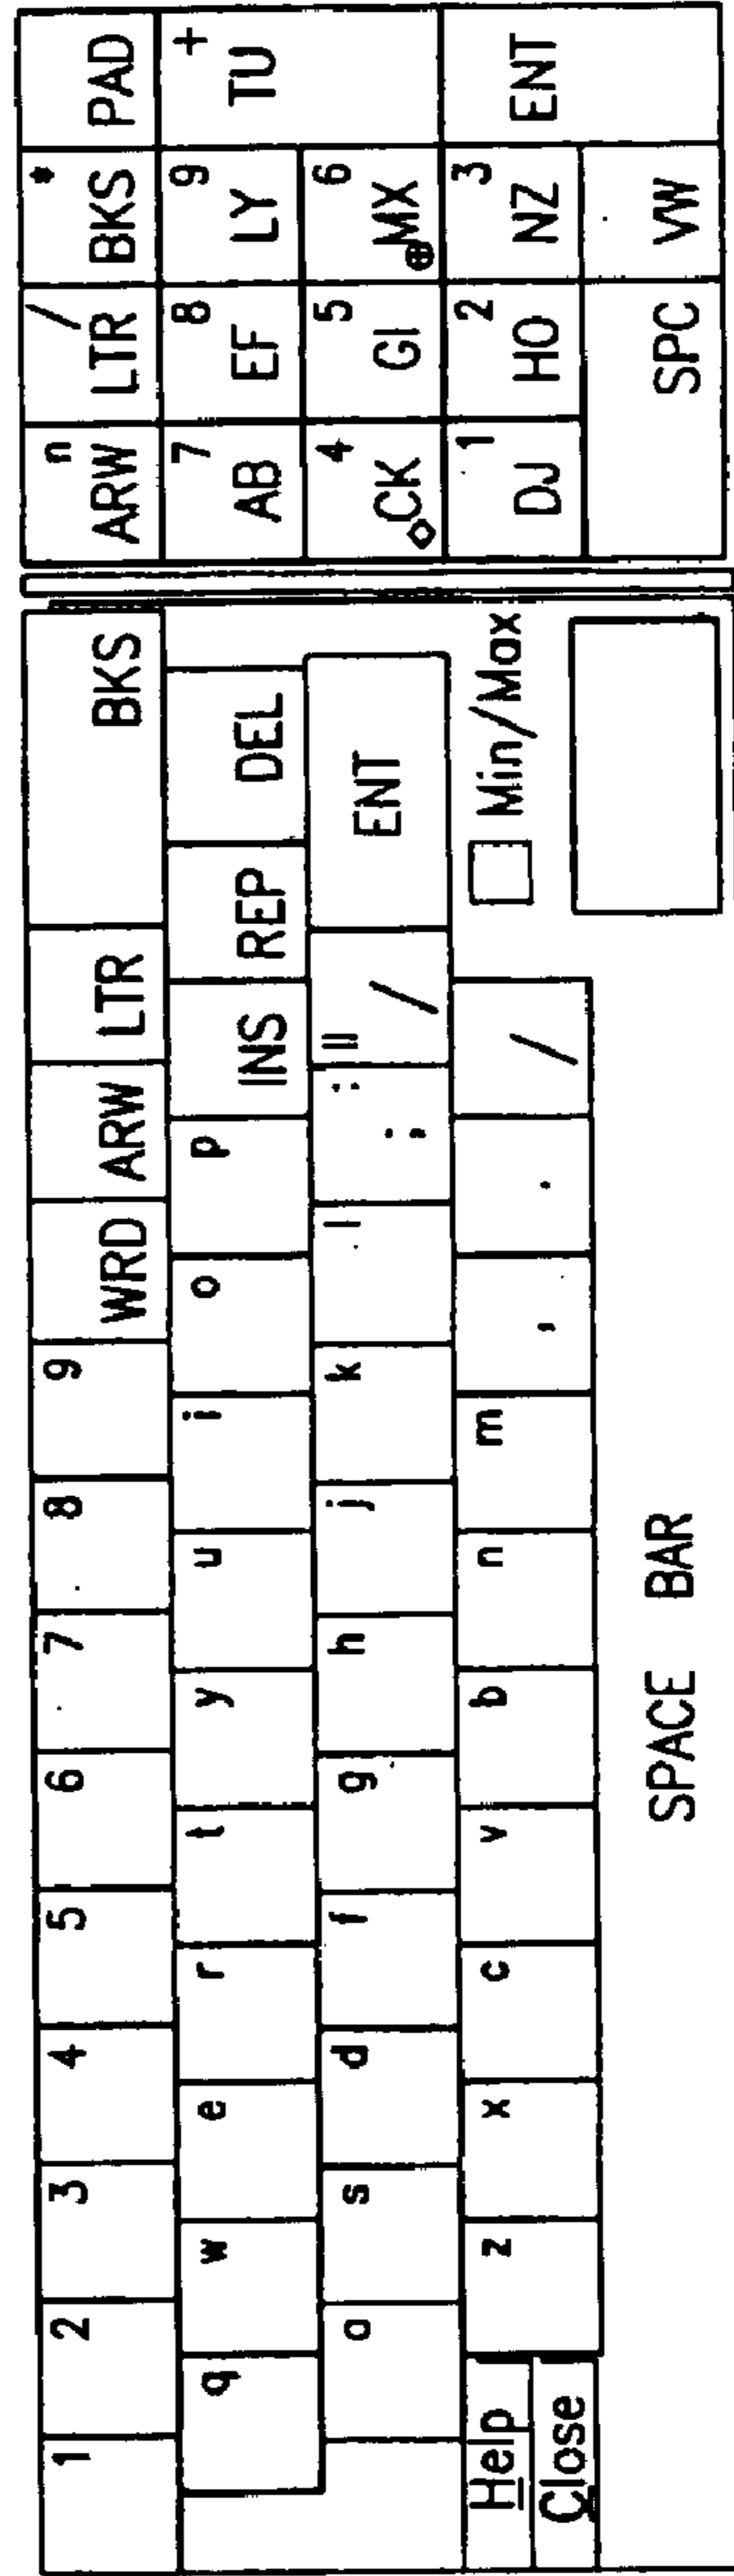 1 2 3 4 5 6 7 8 9 n / *
WRD ARW LTR BKS ARW LTR BKS PAD
q w e r t y u i o p 7 8 9 +
INS REP DEL AB EF LY TU
a s d f g h j k l : " 4 5 6
; / ENT CK GI MX
z x c v b n m 1 2 3
Help , . / Min/Max DJ HO NZ ENT
Close
SPACE BAR SPC VW